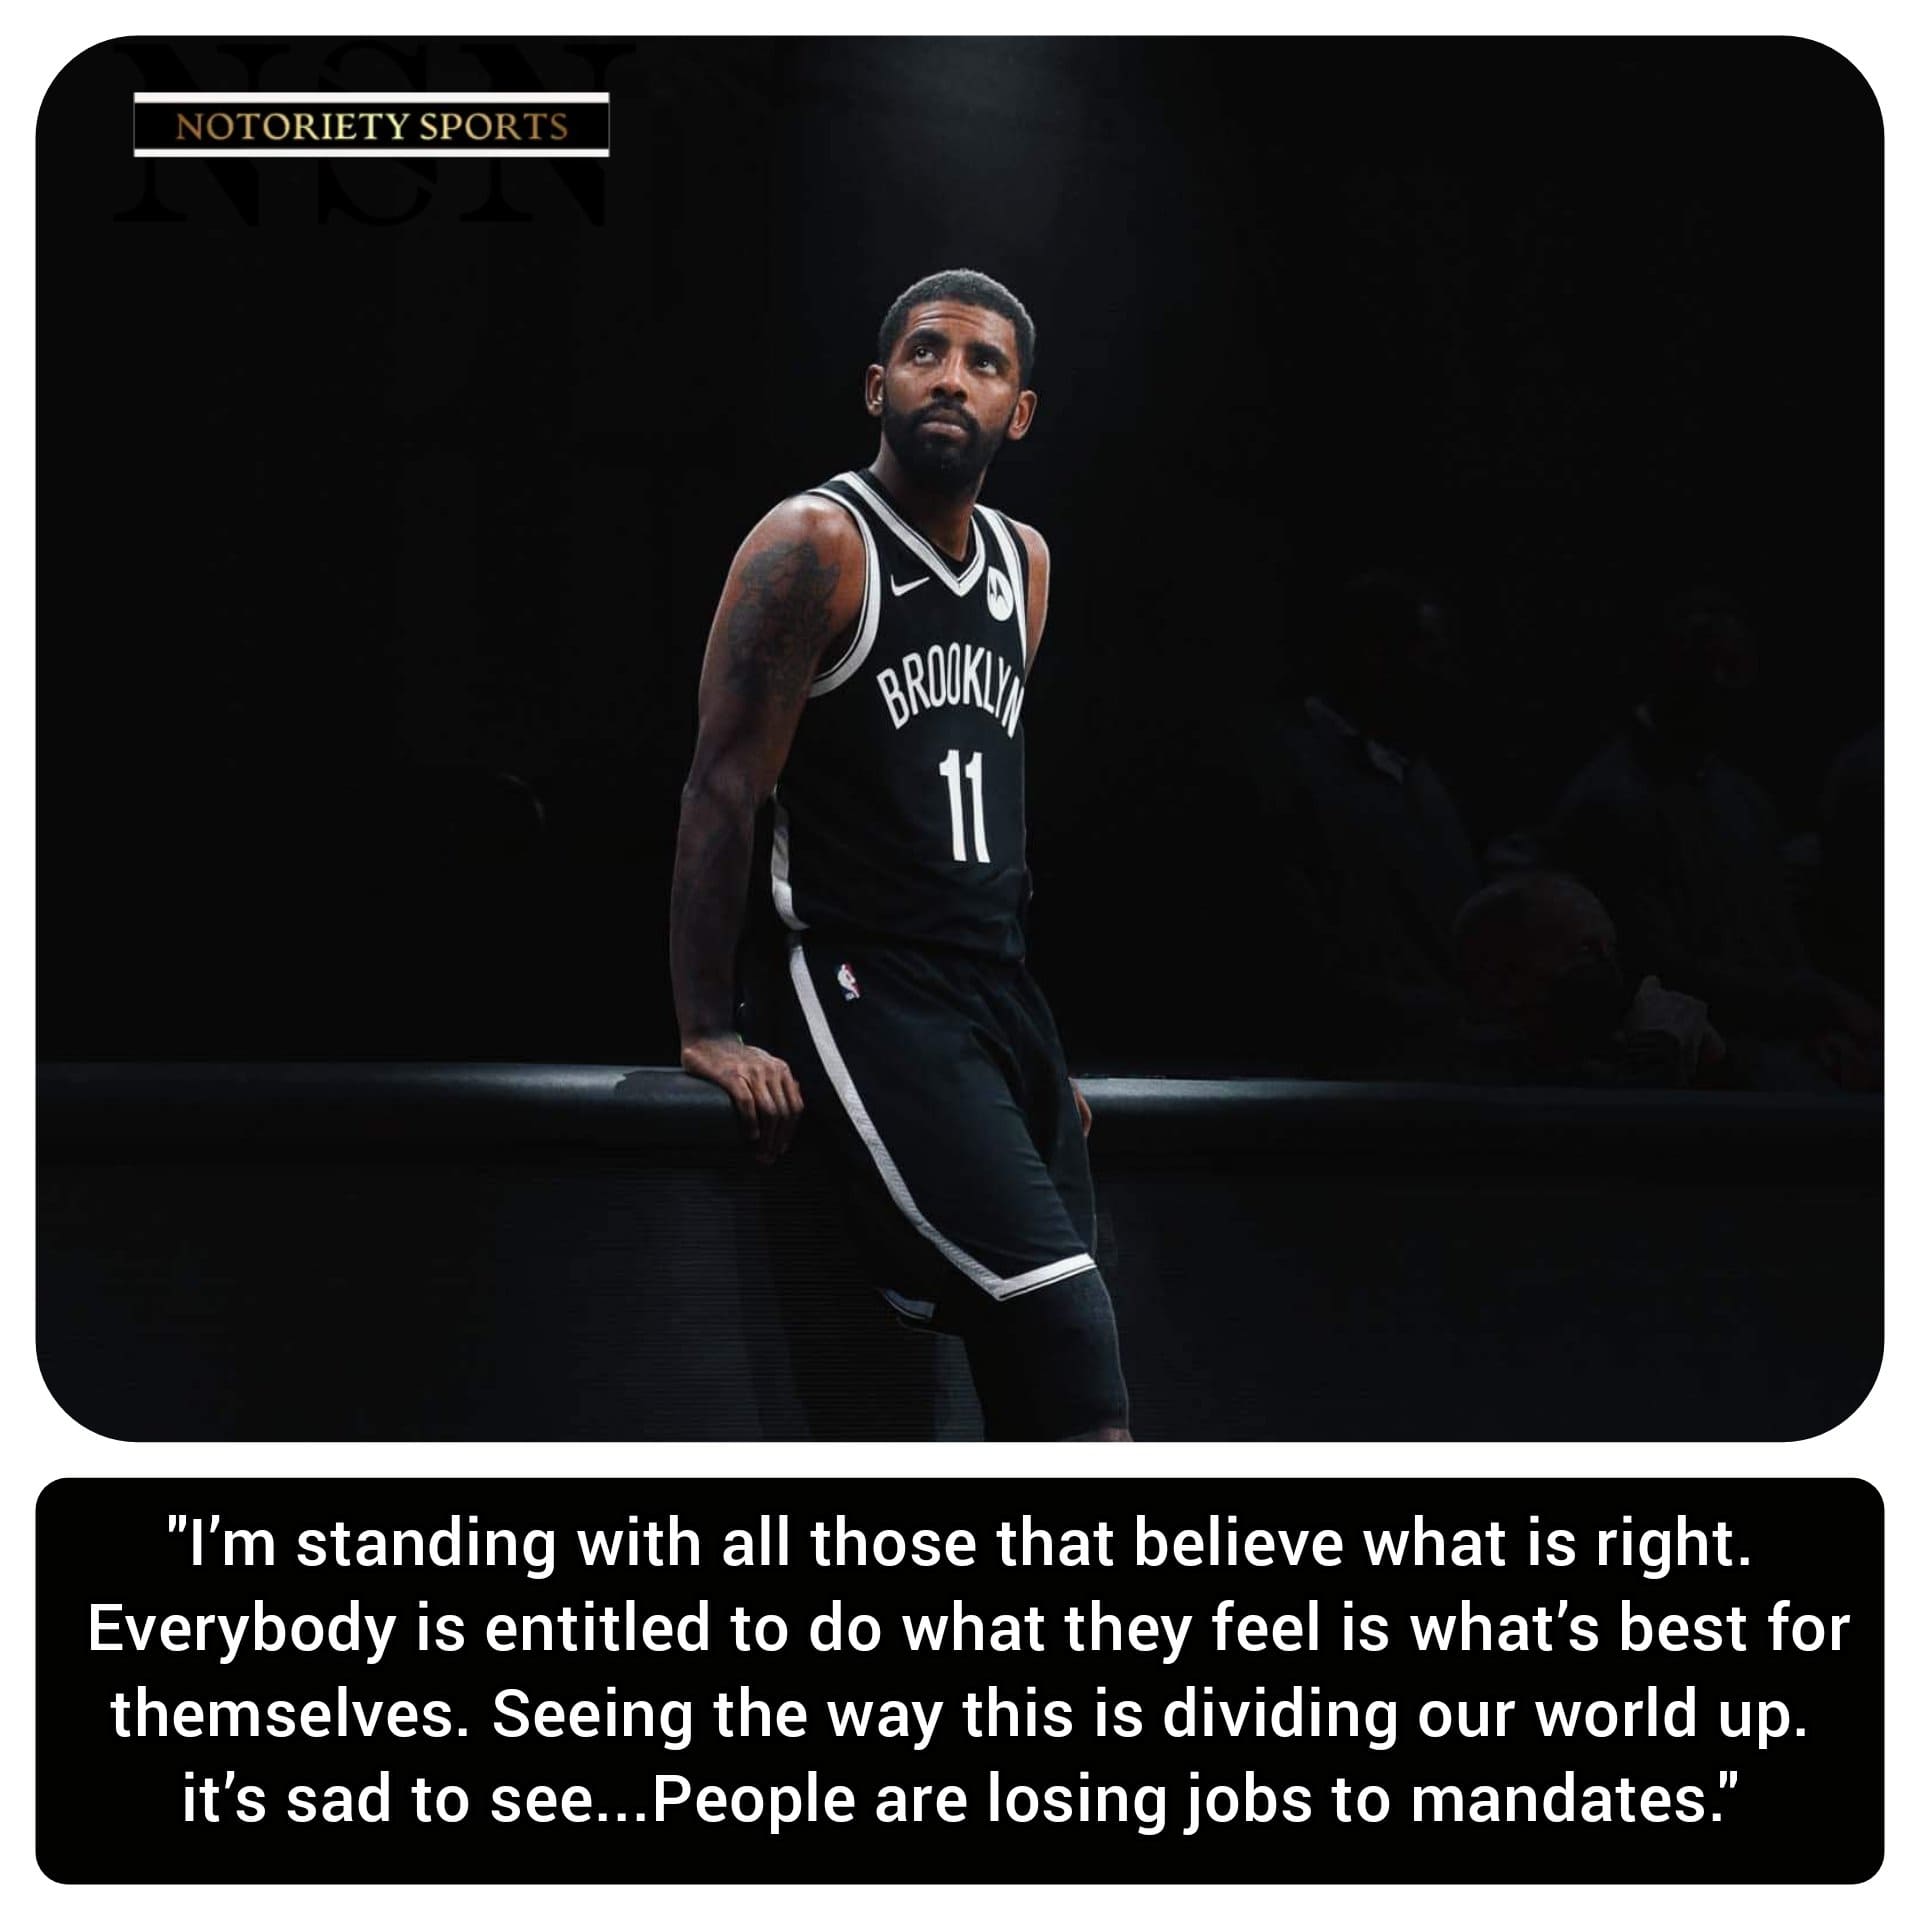 NSN
NOTORIETY SPORTS
BROOKLYN
11
"I’m standing with all those that believe what is right.
Everybody is entitled to do what they feel is what’s best for
themselves. Seeing the way this is dividing our world up.
it’s sad to see...People are losing jobs to mandates."